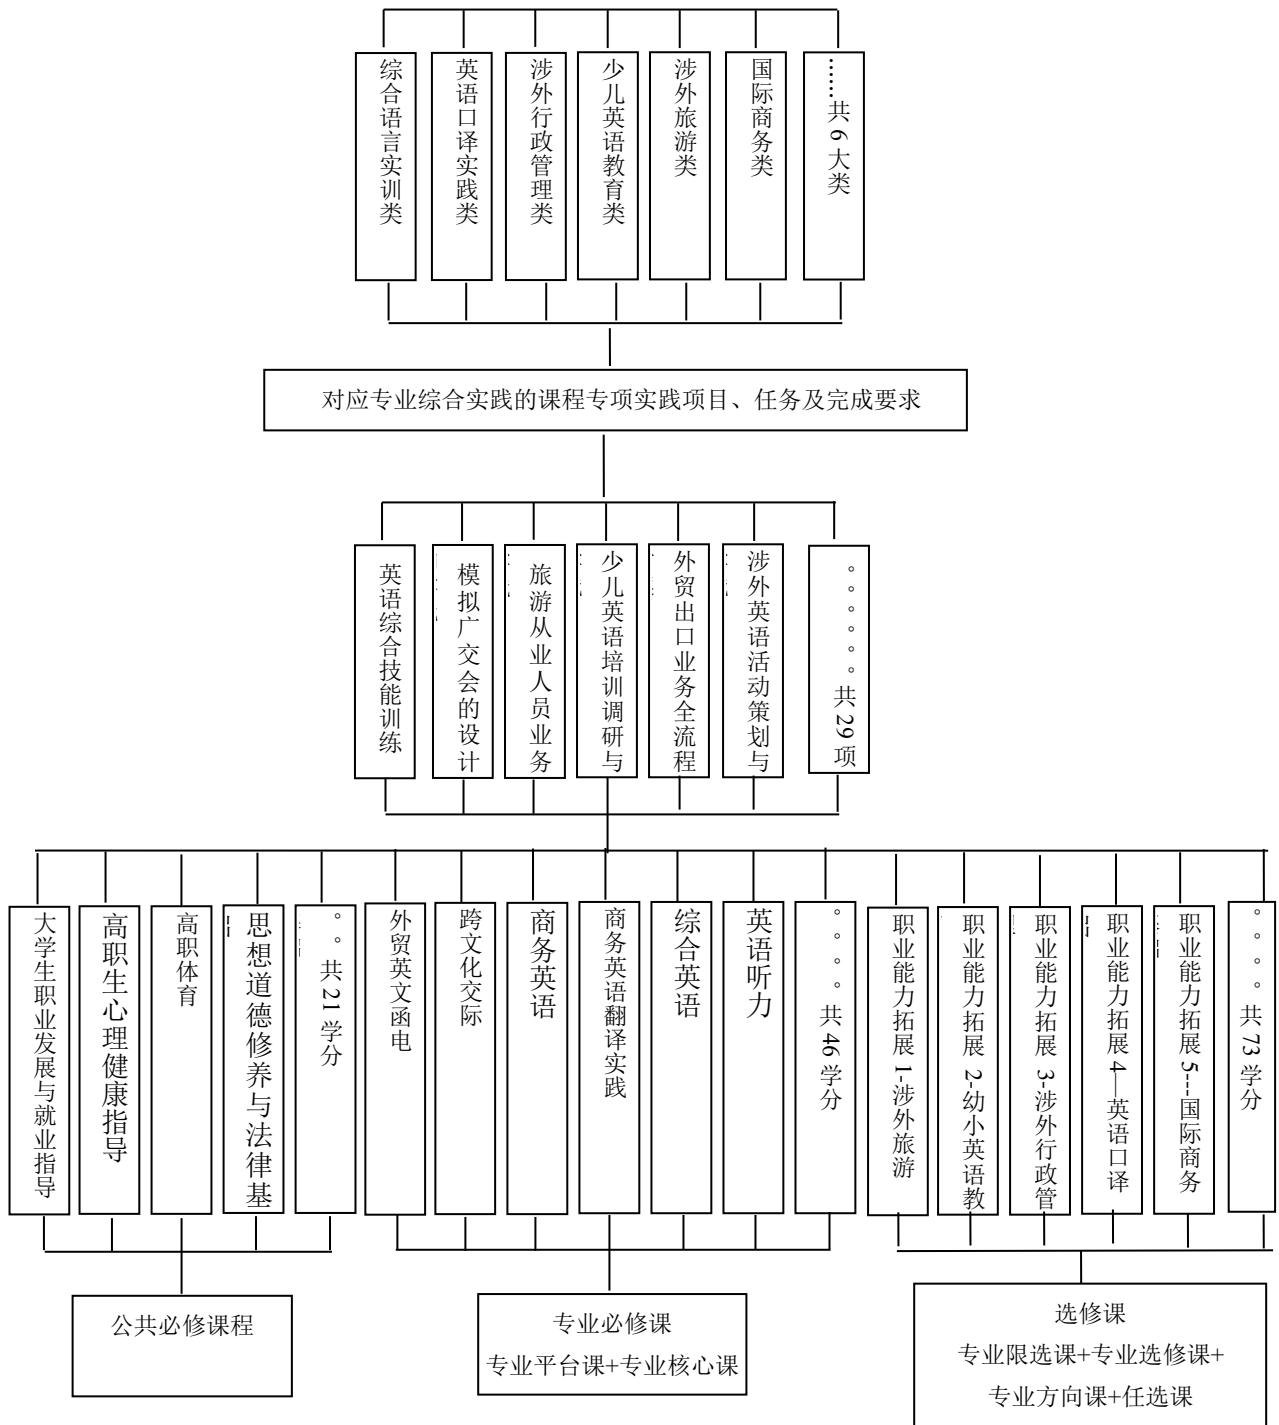 综合语言实训类
英语口译实践类
涉外行政管理类
少儿英语教育类
涉外旅游类
国际商务类
……共 6 大类
对应专业综合实践的课程专项实践项目、任务及完成要求
英语综合技能训练
模拟广交会的设计
旅游从业人员业务
少儿英语培训调研与
外贸出口业务全流程
涉外英语活动策划与
。。。。。。共 29 项
大学生职业发展与就业指导
高职生心理健康指导
高职体育
思想道德修养与法律基
。。共 21 学分
外贸英文函电
跨文化交际
商务英语
商务英语翻译实践
综合英语
英语听力
。。。。共 46 学分
职业能力拓展 1-涉外旅游
职业能力拓展 2-幼小英语教
职业能力拓展 3-涉外行政管
职业能力拓展 4—英语口译
职业能力拓展 5---国际商务
。。。。共 73 学分
公共必修课程
专业必修课
专业平台课+专业核心课
选修课
专业限选课+专业选修课+
专业方向课+任选课